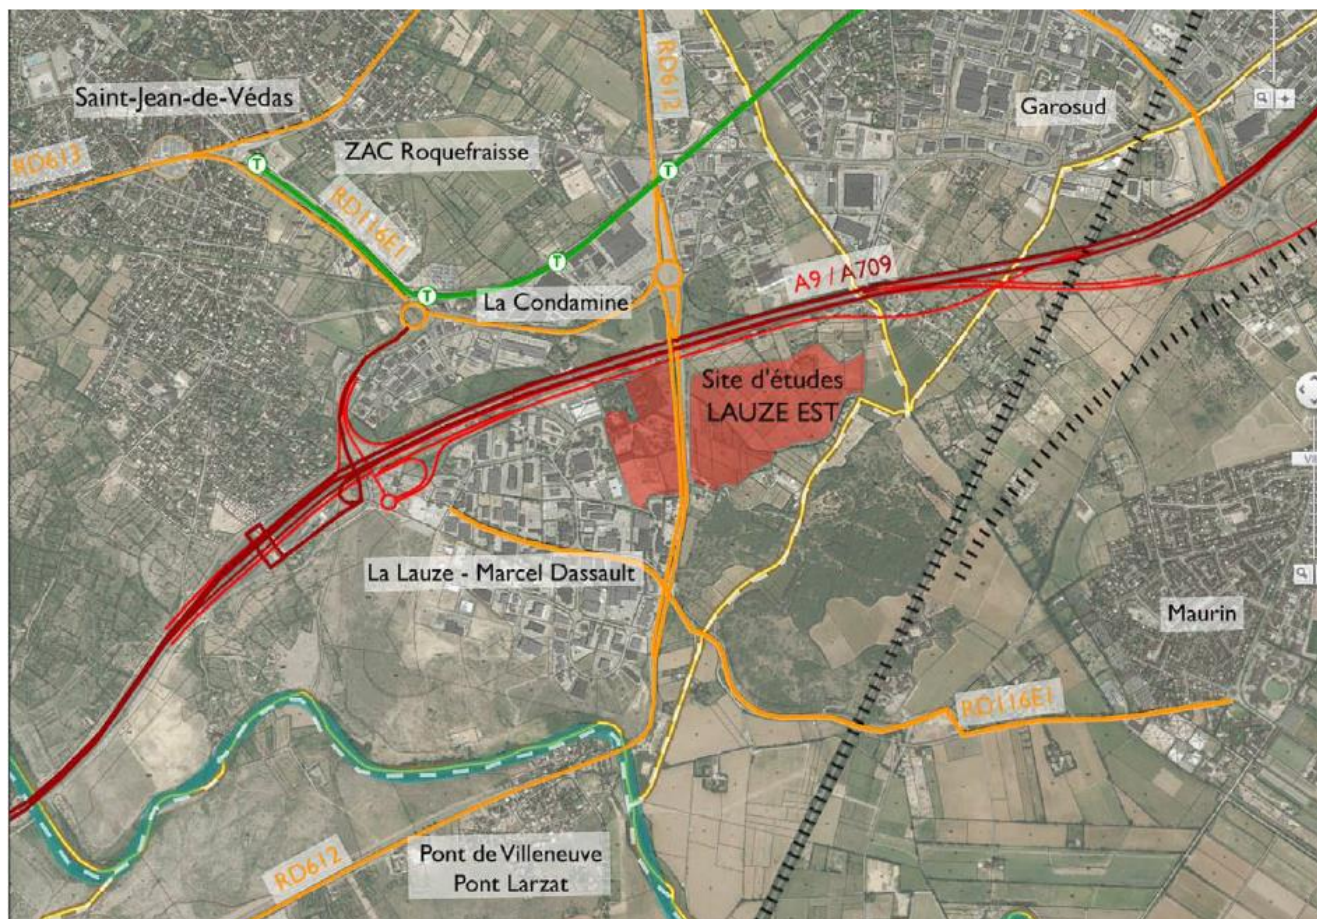 Saint-Jean-de-Védas
RD612
Garosud
ZAC Roquefraisse
RD613
T
RD116E1
T
A9 / A709
T
T
La Condamine
Site d'études
LAUZE EST
La Lauze - Marcel Dassault
Maurin
RD116E1
Pont de Villeneuve
Pont Larzat
RD612